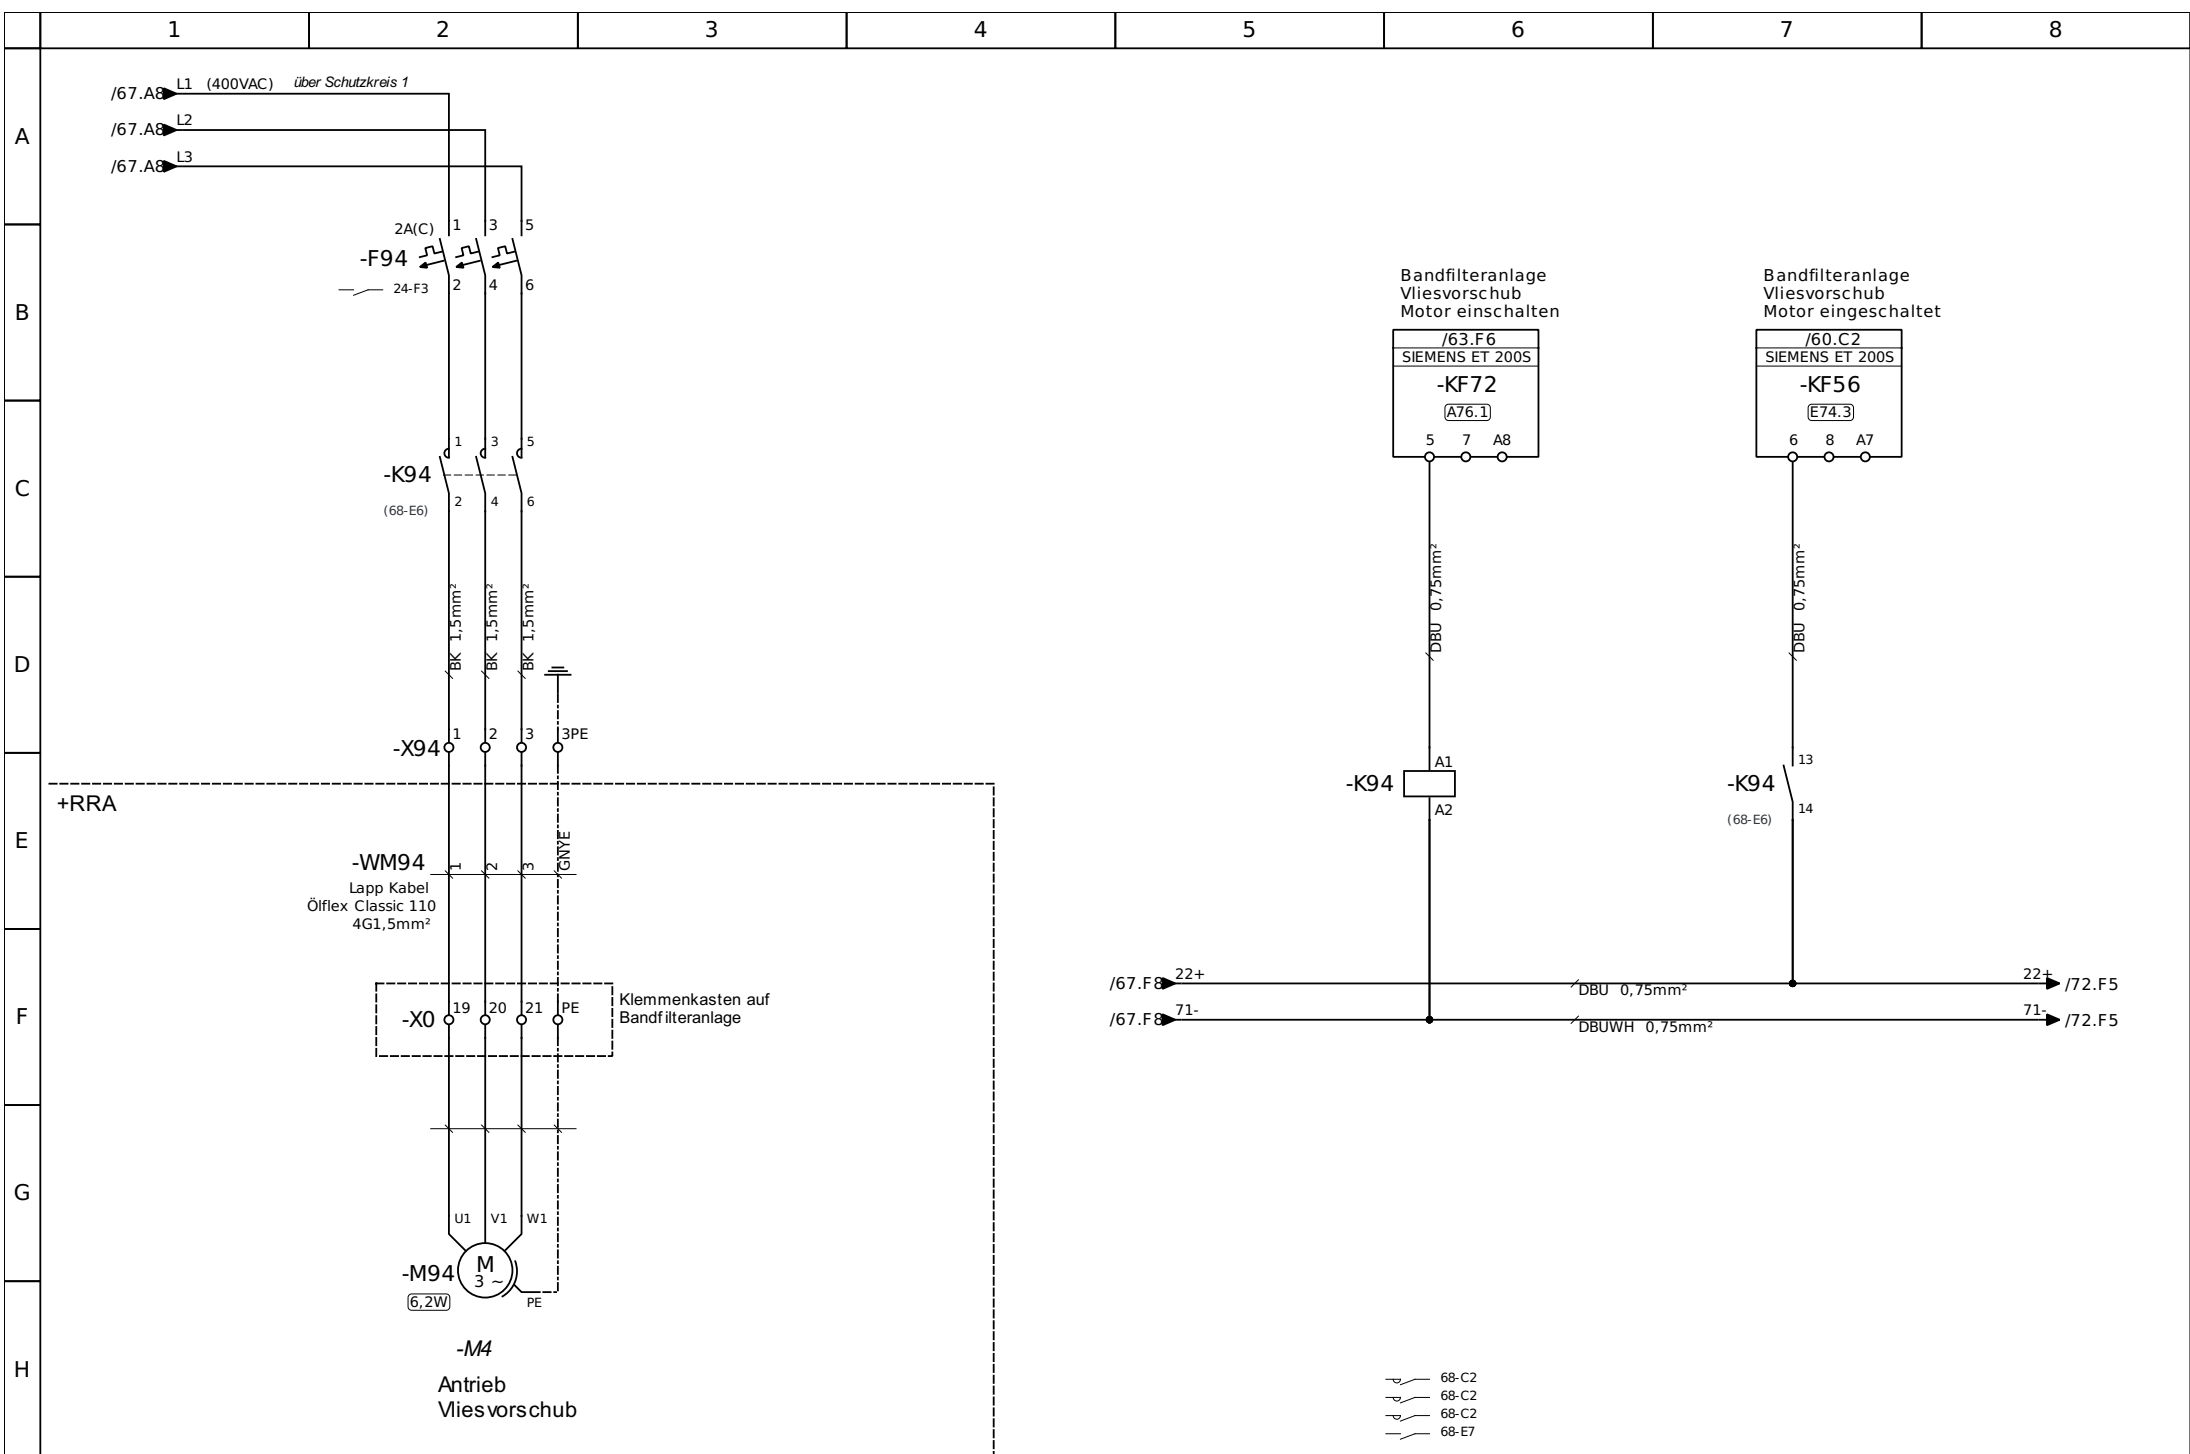 1 2 3 4 5 6 7 8
A
B
C
D
E
F
G
H
/67.A8 L1 (400VAC) über Schutzkreis 1
/67.A8 L2
/67.A8 L3
2A(C) 1 3 5
-F94
24-F3 2 4 6
1 3 5
-K94
2 4 6
(68-E6)
BK 1,5mm²
BK 1,5mm²
BK 1,5mm²
-X94 1 2 3 3PE
+RRA
-WM94 1 2 3 GNYE
Lapp Kabel
Ölflex Classic 110
4G1,5mm²
-X0 19 20 21 PE
Klemmenkasten auf
Bandfilteranlage
U1 V1 W1
-M94 M
3 ~
6,2W
PE
-M4
Antrieb
Vliesvorschub
Bandfilteranlage
Vliesvorschub
Motor einschalten
/63.F6
SIEMENS ET 200S
-KF72
A76.1
5 7 A8
DBU 0,75mm²
A1
-K94
A2
Bandfilteranlage
Vliesvorschub
Motor eingeschaltet
/60.C2
SIEMENS ET 200S
-KF56
E74.3
6 8 A7
DBU 0,75mm²
13
-K94
14
(68-E6)
/67.F8 22+ DBU 0,75mm² 22+ /72.F5
/67.F8 71- DBUWH 0,75mm² 71- /72.F5
68-C2
68-C2
68-C2
68-E7